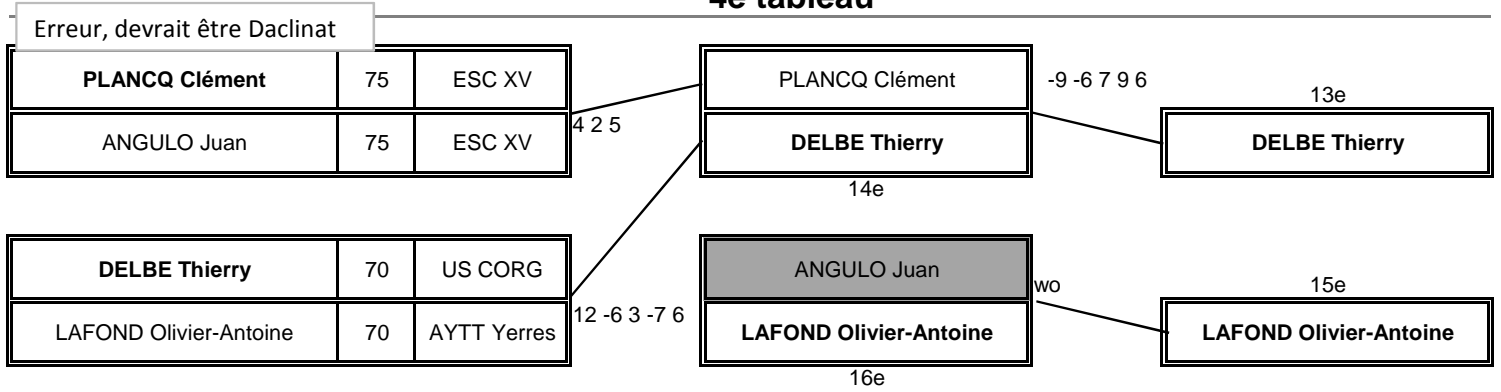 4e tableau
Erreur, devrait être Daclinat
PLANCQ Clément 75 ESC XV
ANGULO Juan 75 ESC XV
4 2 5
DELBE Thierry 70 US CORG
LAFOND Olivier-Antoine 70 AYTT Yerres
12 -6 3 -7 6
PLANCQ Clément
DELBE Thierry
14e
-9 -6 7 9 6
13e
DELBE Thierry
ANGULO Juan
LAFOND Olivier-Antoine
16e
wo
15e
LAFOND Olivier-Antoine